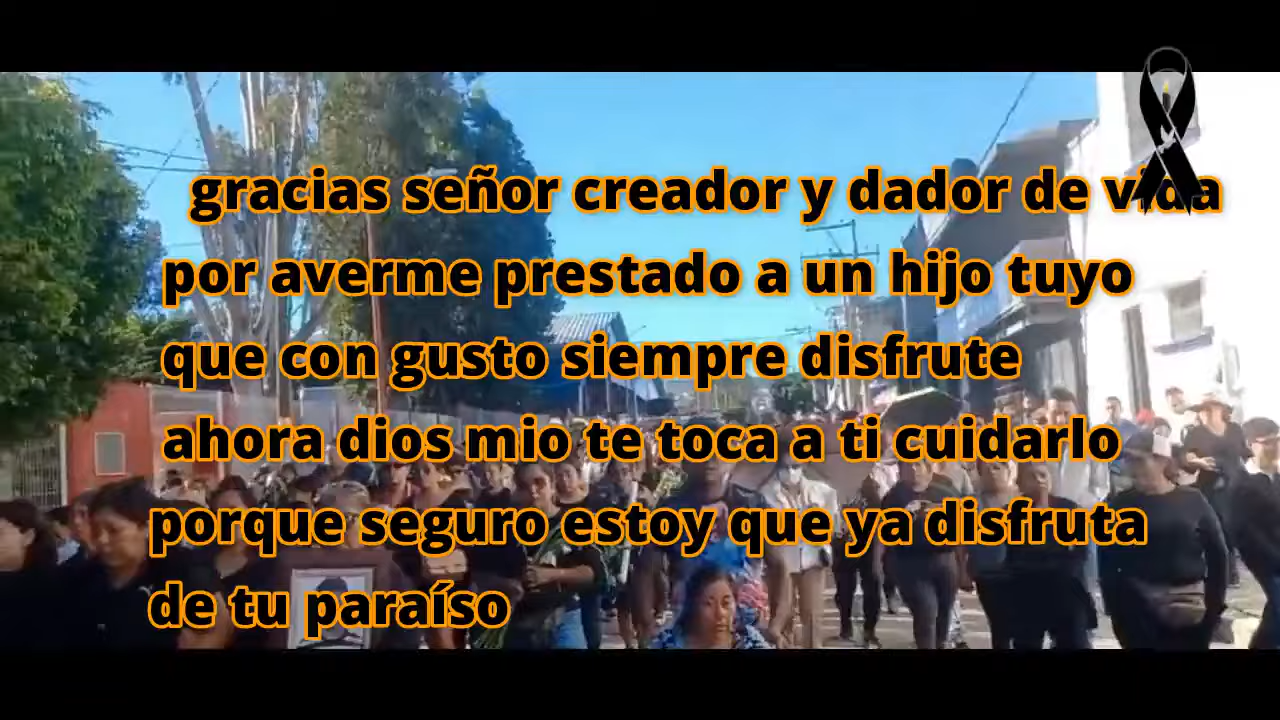 gracias señor creador y dador de vida
por averme prestado a un hijo tuyo
que con gusto siempre disfrute
ahora dios mio te toca a ti cuidarlo
porque seguro estoy que ya disfruta
de tu paraíso